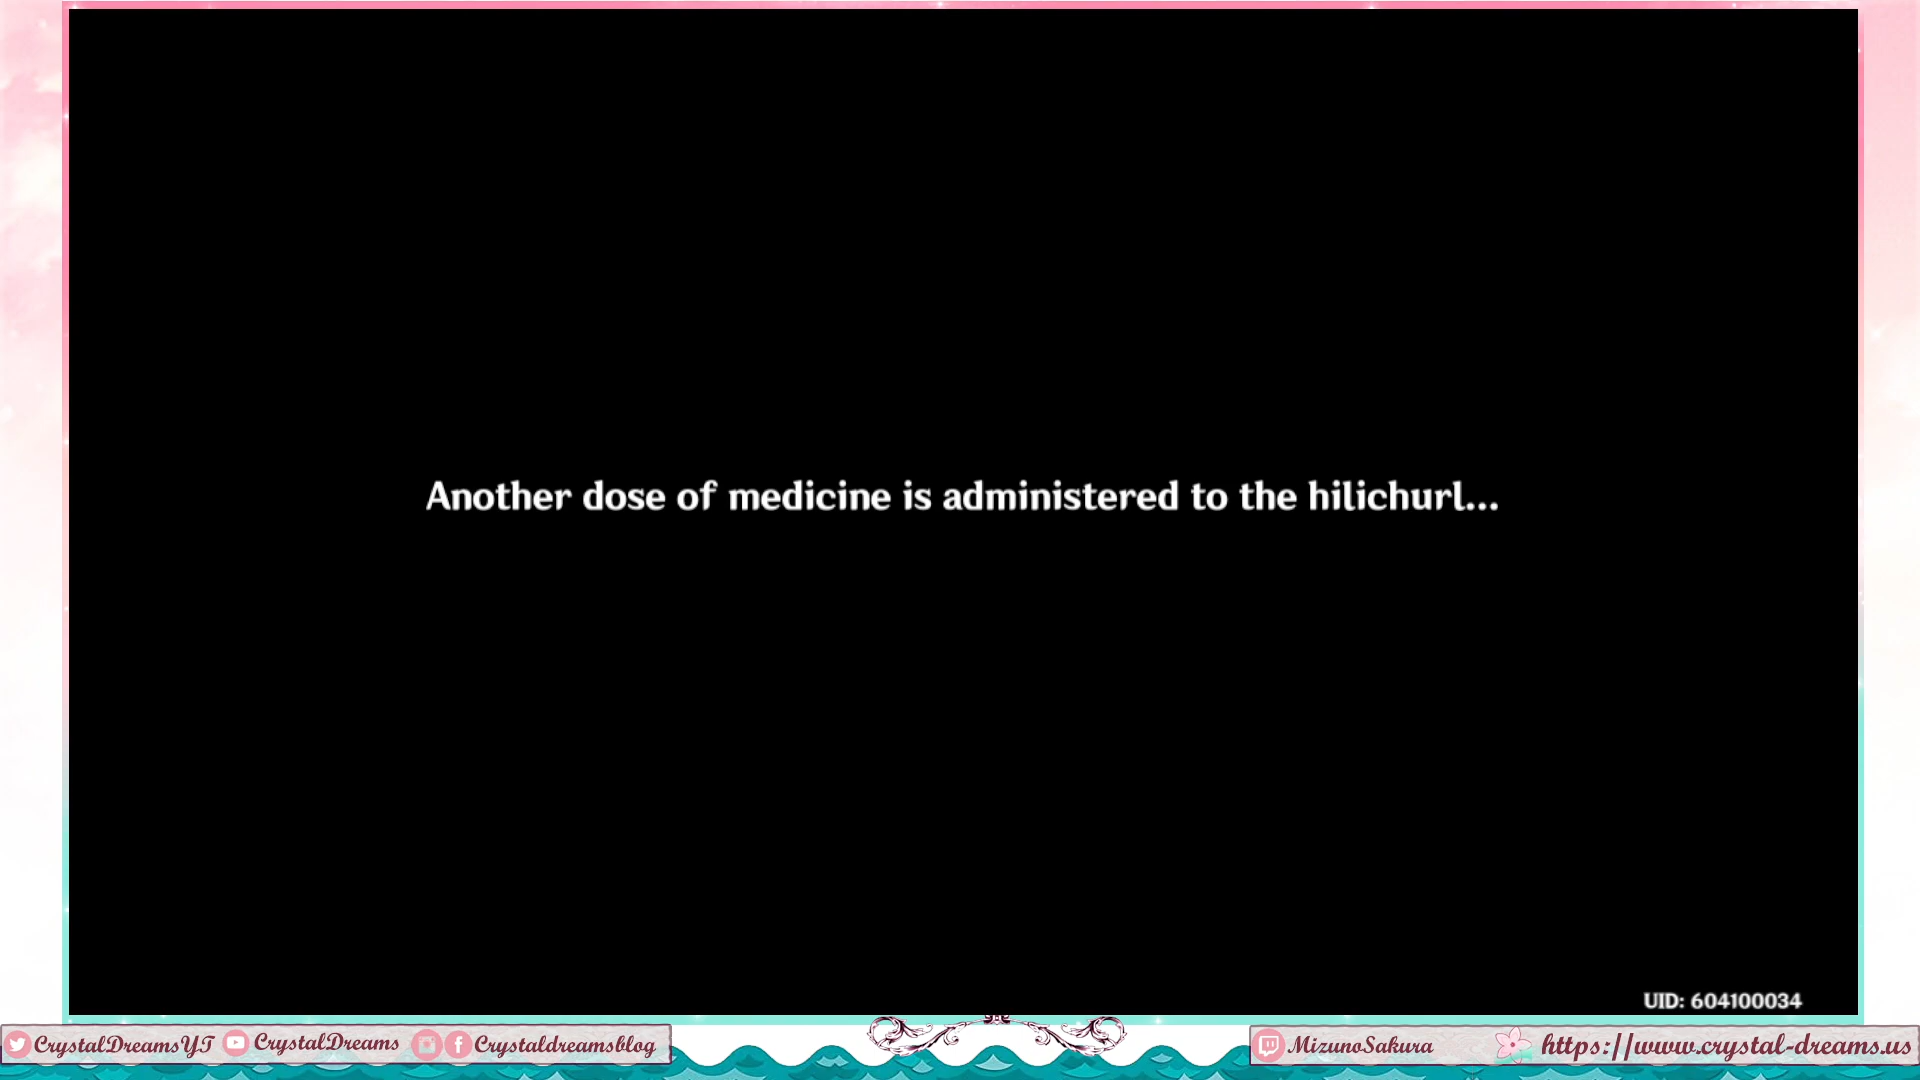 Another dose of medicine is administered to the hilichurl...
UID: 604100034
CrystalDreamsYT CrystalDreams Crystaldreamsblog MizunoSakura https://www.crystal-dreams.us